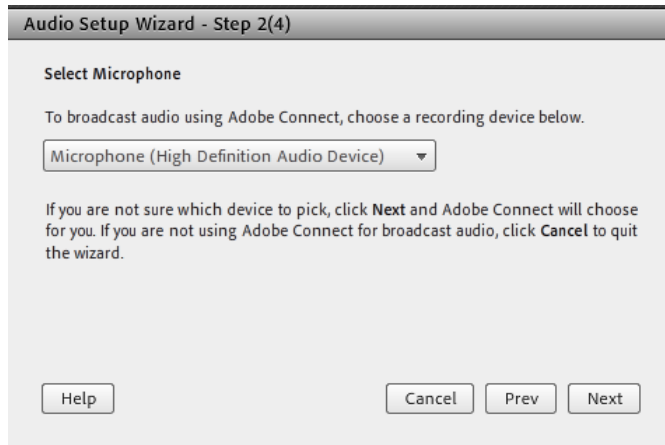 Audio Setup Wizard - Step 2(4)
Select Microphone
To broadcast audio using Adobe Connect, choose a recording device below.
Microphone (High Definition Audio Device)
If you are not sure which device to pick, click Next and Adobe Connect will choose
for you. If you are not using Adobe Connect for broadcast audio, click Cancel to quit
the wizard.
Help Cancel Prev Next